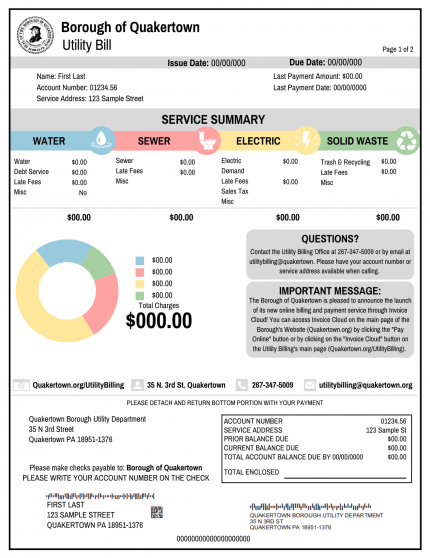 Borough of Quakertown
Utility Bill
Page 1 of 2
Issue Date: 00/00/000
Due Date: 00/00/000
Name: First Last
Account Number: 01234.56
Service Address: 123 Sample Street
Last Payment Amount: $00.00
Last Payment Date: 00/00/0000
SERVICE SUMMARY
WATER
SEWER
ELECTRIC
SOLID WASTE
Water $0.00
Debt Service $0.00
Late Fees $0.00
Misc No
$00.00
Sewer $0.00
Late Fees $0.00
Misc
$00.00
Electric $0.00
Demand
Late Fees $0.00
Sales Tax
Misc
$00.00
Trash & Recycling $0.00
Late Fees $0.00
Misc
$00.00
$00.00
$00.00
$00.00
$00.00
Total Charges
$000.00
QUESTIONS?
Contact the Utility Billing Office at 267-347-5009 or by email at
utilitybilling@quakertown. Please have your account number or
service address available when calling.
IMPORTANT MESSAGE:
The Borough of Quakertown is pleased to announce the launch
of its new online billing and payment service through Invoice
Cloud! You can access Invoice Cloud on the main page of the
Borough's Website (Quakertown.org) by clicking the "Pay
Online" button or by clicking on the "Invoice Cloud" button on
the Utility Billing's main page (Quakertown.org/UtilityBilling).
Quakertown.org/UtilityBilling
35 N. 3rd St. Quakertown
267-347-5009
utilitybilling@quakertown.org
PLEASE DETACH AND RETURN BOTTOM PORTION WITH YOUR PAYMENT
Quakertown Borough Utility Department
35 N 3rd Street
Quakertown PA 18951-1376
ACCOUNT NUMBER 01234.56
SERVICE ADDRESS 123 Sample St
PRIOR BALANCE DUE $00.00
CURRENT BALANCE DUE $00.00
TOTAL ACCOUNT BALANCE DUE BY 00/00/0000 $00.00
TOTAL ENCLOSED
Please make checks payable to: Borough of Quakertown
PLEASE WRITE YOUR ACCOUNT NUMBER ON THE CHECK
FIRST LAST
123 SAMPLE STREET
QUAKERTOWN PA 18951-1376
QUAKERTOWN BOROUGH UTILITY DEPARTMENT
35 N 3RD ST
QUAKERTOWN PA 18951-1376